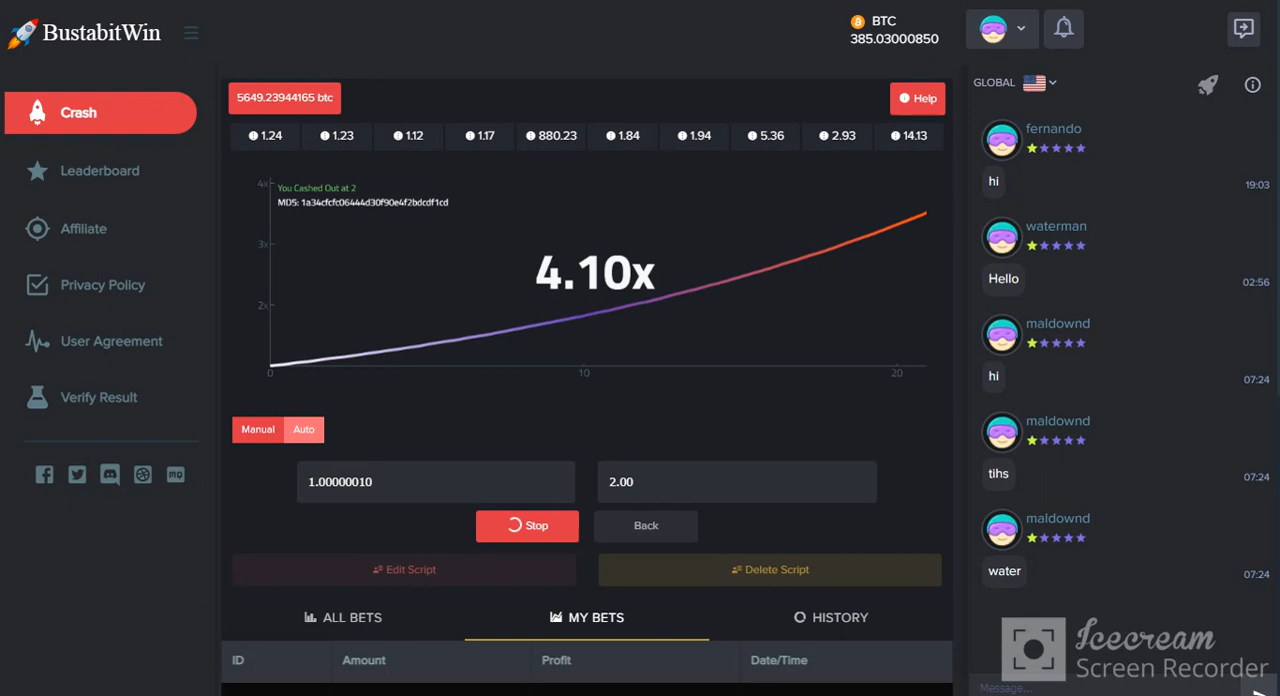 BustabitWin
BTC
385.03000850
Crash
Leaderboard
Affiliate
Privacy Policy
User Agreement
Verify Result
5649.23944165 btc
Help
1.24 1.23 1.12 1.17 880.23 1.84 1.94 5.36 2.93 14.13
4x
3x
2x
You Cashed Out at 2
MD5: 1a34cfcfc06444d30f90e4f2bdcdf1cd
4.10x
0 10 20
Manual Auto
1.00000010 2.00
Stop Back
Edit Script Delete Script
ALL BETS MY BETS HISTORY
ID Amount Profit Date/Time
GLOBAL
fernando
hi 19:03
waterman
Hello 02:56
maldownd
hi 07:24
maldownd
tihs 07:24
maldownd
water 07:24
Message...
Icecream
Screen Recorder